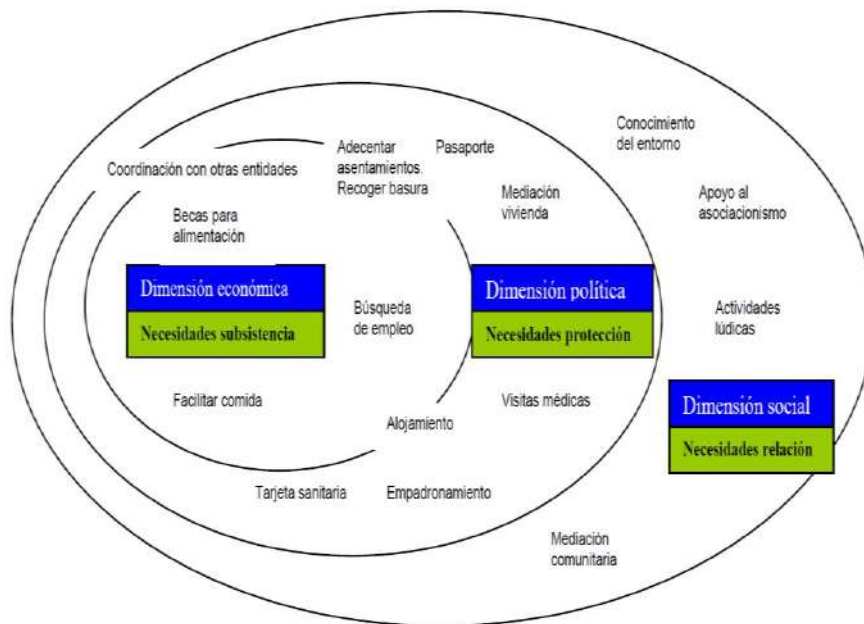 Conocimiento
del entorno
Adecentar
asentamientos.
Recoger basura
Pasaporte
Coordinación con otras entidades
Mediación
vivienda
Apoyo al
asociacionismo
Becas para
alimentación
Dimensión económica
Necesidades subsistencia
Búsqueda
de empleo
Dimensión política
Necesidades protección
Actividades
lúdicas
Facilitar comida
Visitas médicas
Dimensión social
Necesidades relación
Alojamiento
Tarjeta sanitaria
Empadronamiento
Mediación
comunitaria